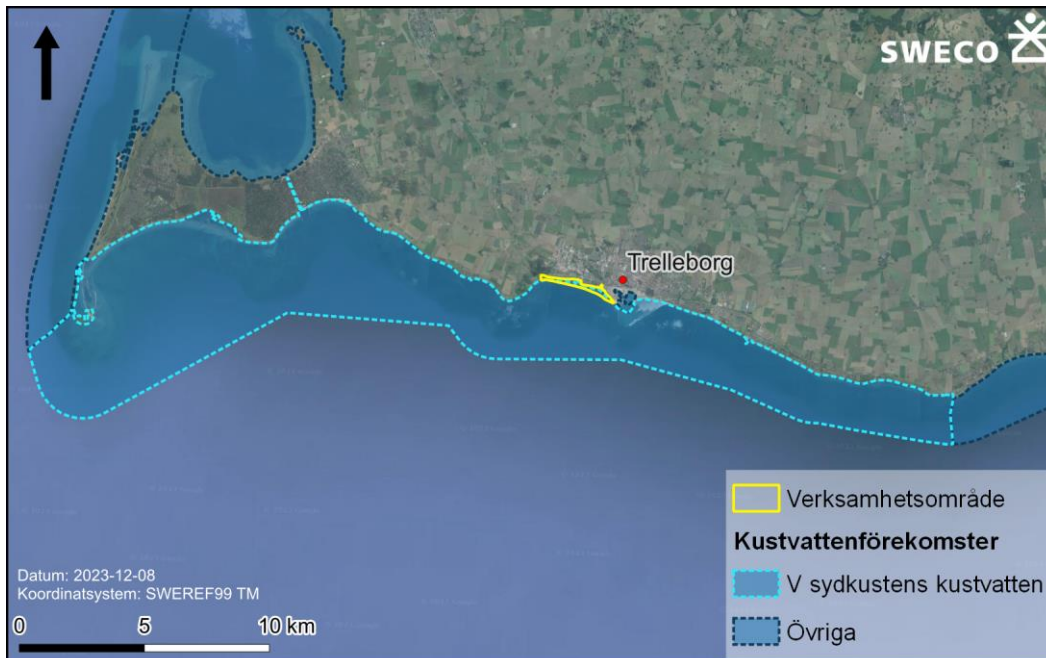 SWECO
Trelleborg
Verksamhetsområde
Kustvattenförekomster
V sydkustens kustvatten
Övriga
Datum: 2023-12-08
Koordinatsystem: SWEREF99 TM
0 5 10 km